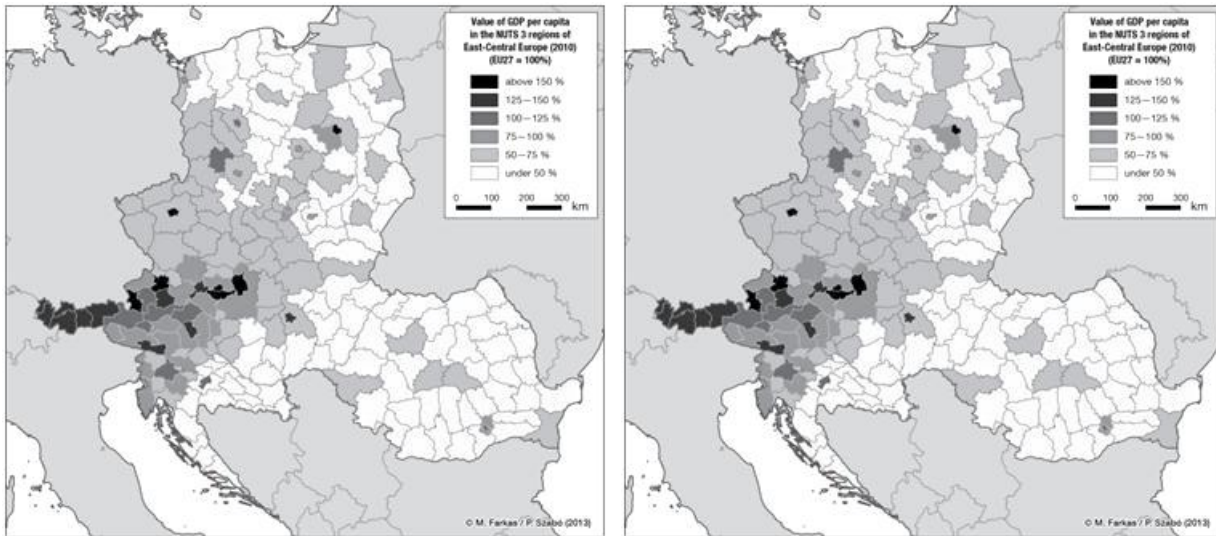 Value of GDP per capita
in the NUTS 3 regions of
East-Central Europe (2010)
(EU27 = 100%)
above 150 %
125—150 %
100—125 %
75—100 %
50—75 %
under 50 %
0 100 200 300 km
© M. Farkas / P. Szabó (2013)
Value of GDP per capita
in the NUTS 3 regions of
East-Central Europe (2010)
(EU27 = 100%)
above 150 %
125—150 %
100—125 %
75—100 %
50—75 %
under 50 %
0 100 200 300 km
© M. Farkas / P. Szabó (2013)